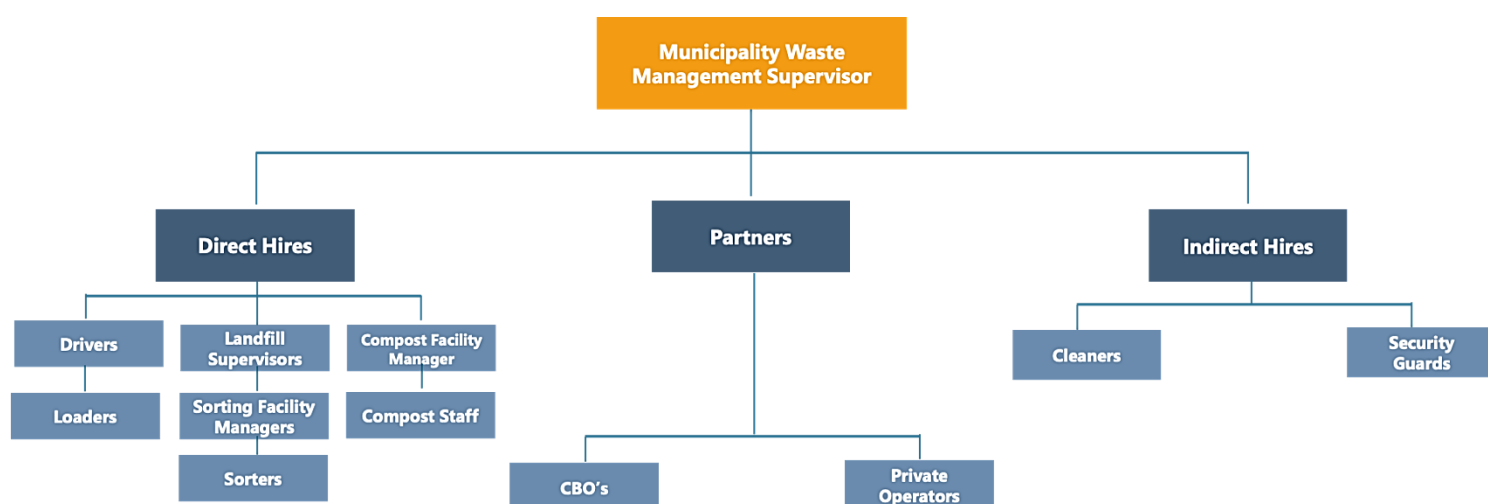 Municipality Waste
Management Supervisor
Direct Hires
Partners
Indirect Hires
Drivers
Landfill
Supervisors
Compost Facility
Manager
Cleaners
Security
Guards
Loaders
Sorting Facility
Managers
Compost Staff
Sorters
CBO's
Private
Operators